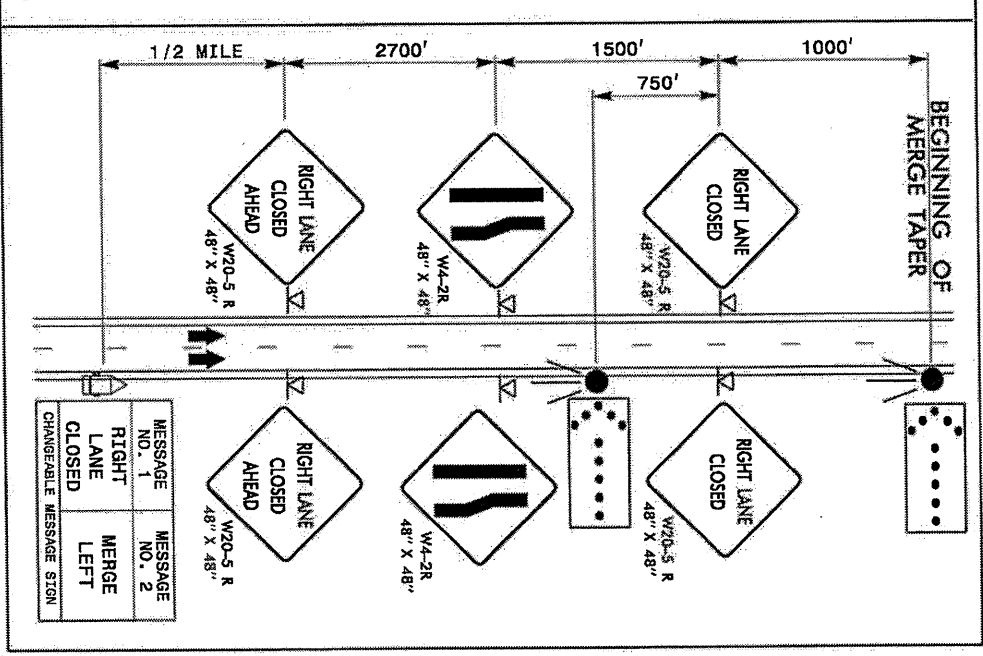 1/2 MILE
2700'
1500'
1000'
750'
BEGINNING OF
MERGE TAPER
RIGHT LANE
CLOSED
AHEAD
W20-5 R
48" X 48"
W4-2R
48" X 48"
RIGHT LANE
CLOSED
W20-5 R
48" X 48"
RIGHT LANE
CLOSED
AHEAD
W20-5 R
48" X 48"
W4-2R
48" X 48"
RIGHT LANE
CLOSED
W20-5 R
48" X 48"
MESSAGE
NO. 1
MESSAGE
NO. 2
RIGHT
LANE
CLOSED
MERGE
LEFT
CHANGEABLE MESSAGE SIGN